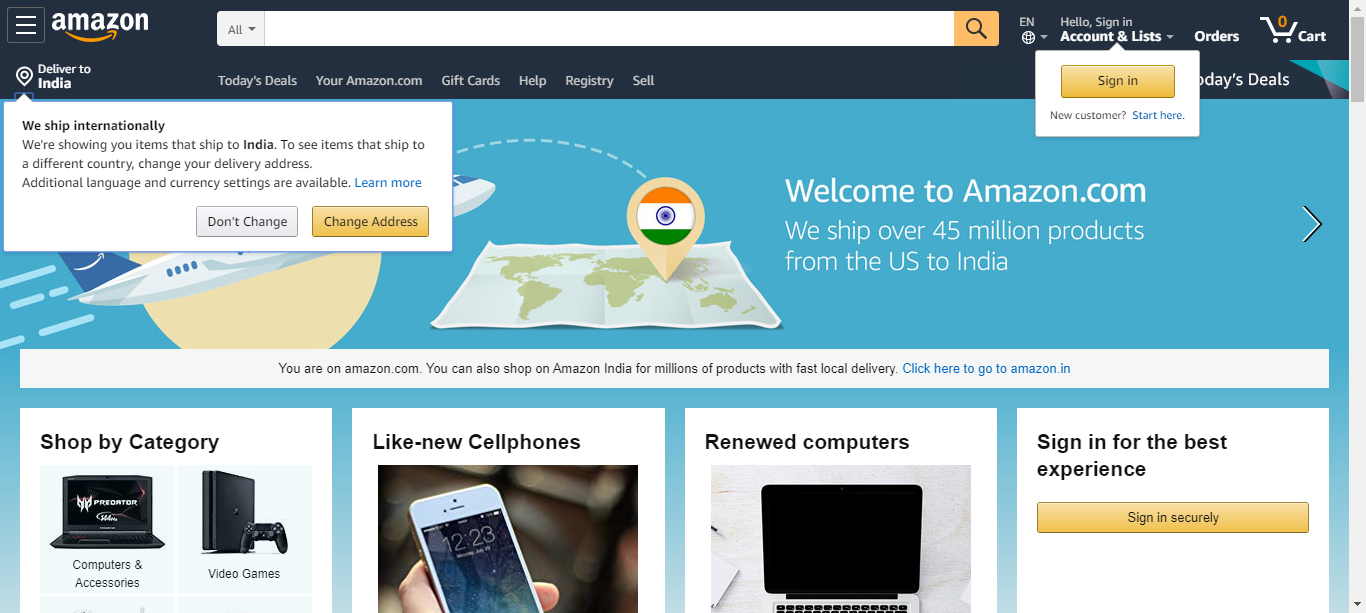 amazon
All
EN
Hello, Sign in
Account & Lists
Orders
0
Cart
Deliver to
India
Today's Deals
Your Amazon.com
Gift Cards
Help
Registry
Sell
Sign in
New customer? Start here.
oday's Deals
We ship internationally
We're showing you items that ship to India. To see items that ship to
a different country, change your delivery address.
Additional language and currency settings are available. Learn more
Don't Change
Change Address
Welcome to Amazon.com
We ship over 45 million products
from the US to India
You are on amazon.com. You can also shop on Amazon India for millions of products with fast local delivery. Click here to go to amazon.in
Shop by Category
PREDATOR
144Hz
Computers &
Accessories
Video Games
Like-new Cellphones
12:23
Renewed computers
Sign in for the best
experience
Sign in securely